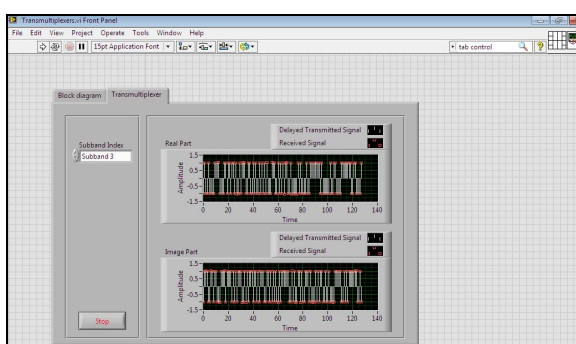 Transmultiplexers.vi Front Panel
File Edit View Project Operate Tools Window Help
15pt Application Font
tab control
Block diagram Transmultiplexer
Subband Index
Subband 3
Real Part
Delayed Transmitted Signal
Received Signal
Amplitude
1.5
0.5
-0.5
-1.5
0 20 40 60 80 100 120 140
Time
Image Part
Delayed Transmitted Signal
Received Signal
Amplitude
1.5
0.5
-0.5
-1.5
0 20 40 60 80 100 120 140
Time
Stop